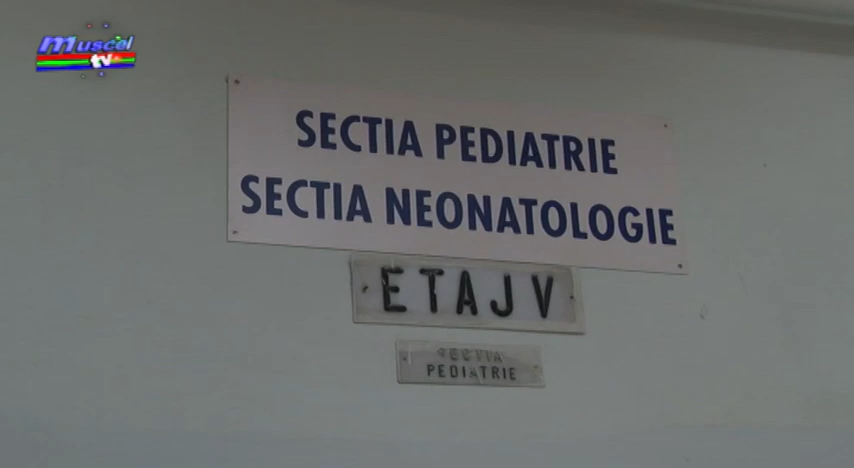 Muscel
tv
SECTIA PEDIATRIE
SECTIA NEONATOLOGIE
ETAJ V
SECTIA
PEDIATRIE